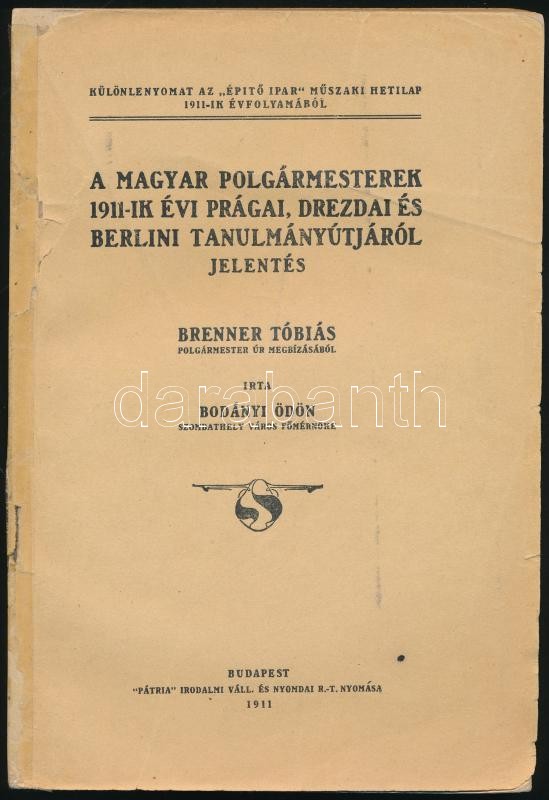 KÜLÖNLENYOMAT AZ „ÉPITŐ IPAR" MŰSZAKI HETILAP
1911-IK ÉVFOLYAMÁBÓL
A MAGYAR POLGÁRMESTEREK
1911-IK ÉVI PRÁGAI, DREZDAI ÉS
BERLINI TANULMÁNYÚTJÁRÓL
JELENTÉS
BRENNER TÓBIÁS
POLGÁRMESTER ÚR MEGBÍZÁSÁBÓL
IRTA
darabanth
BODÁNYI ÖDÖN
SZOMBATHELY VÁROS FŐMÉRNÖKE
BUDAPEST
"PÁTRIA" IRODALMI VÁLL. ÉS NYOMDAI R.-T. NYOMÁSA
1911